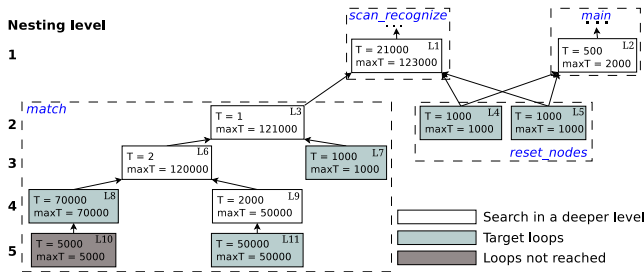 Nesting level
scan_recognize
...
main
...
1
L1
T = 21000
maxT = 123000
L2
T = 500
maxT = 2000
match
2
L3
T = 1
maxT = 121000
L4
T = 1000
maxT = 1000
L5
T = 1000
maxT = 1000
reset_nodes
3
L6
T = 2
maxT = 120000
L7
T = 1000
maxT = 1000
4
L8
T = 70000
maxT = 70000
L9
T = 2000
maxT = 50000
5
L10
T = 5000
maxT = 5000
L11
T = 50000
maxT = 50000
Search in a deeper level
Target loops
Loops not reached